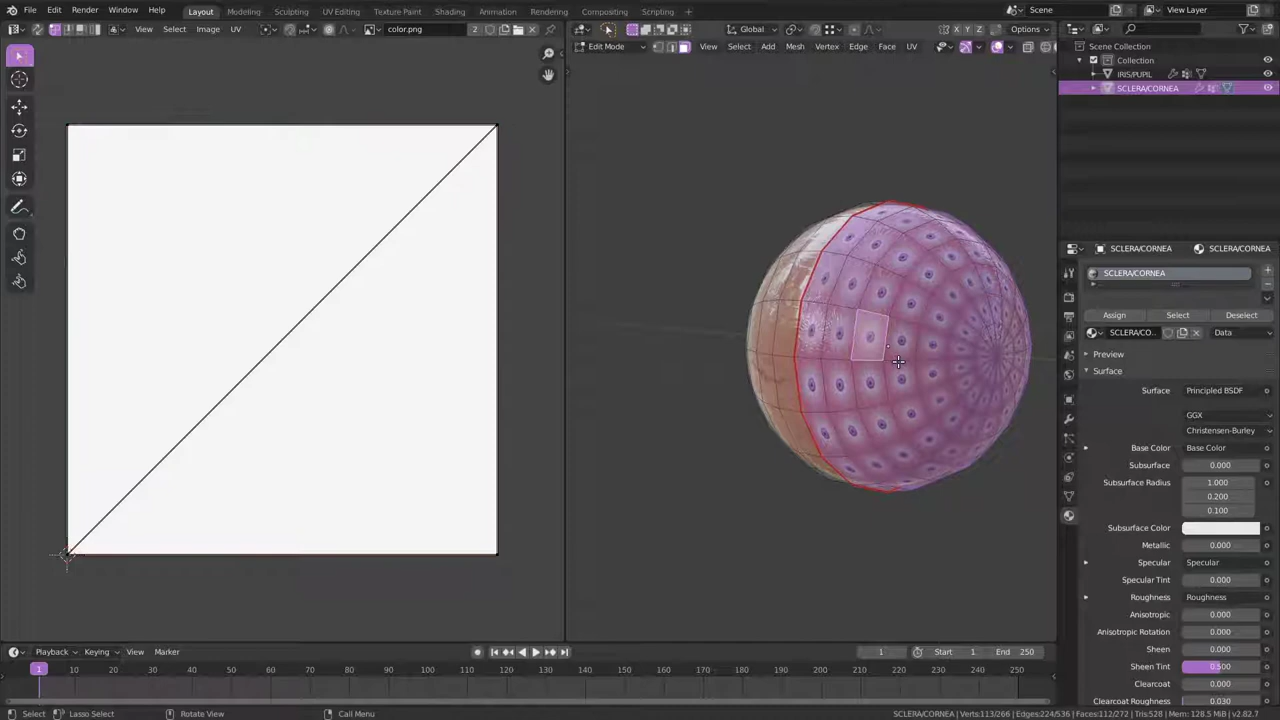 File Edit Render Window Help Layout Modeling Sculpting UV Editing Texture Paint Shading Animation Rendering Compositing Scripting + Scene View Layer
View Select Image UV color.png 2 Global X Y Z Options
Edit Mode View Select Add Mesh Vertex Edge Face UV
Scene Collection
Collection
IRIS/PUPIL
SCLERA/CORNEA
SCLERA/CORNEA SCLERA/CORNEA
SCLERA/CORNEA
Assign Select Deselect
SCLERA/CO... Data
Preview
Surface
Surface Principled BSDF
GGX
Christensen-Burley
Base Color Base Color
Subsurface 0.000
Subsurface Radius 1.000
0.200
0.100
Subsurface Color
Metallic 0.000
Specular Specular
Specular Tint 0.000
Roughness Roughness
Anisotropic 0.000
Anisotropic Rotation 0.000
Sheen 0.000
Sheen Tint 0.500
Clearcoat 0.000
Clearcoat Roughness 0.030
Playback Keying View Marker 1 Start 1 End 250
1 10 20 30 40 50 60 70 80 90 100 110 120 130 140 150 160 170 180 190 200 210 220 230 240 250
Select Lasso Select Rotate View Call Menu SCLERA/CORNEA | Verts:113/266 | Edges:224/536 | Faces:112/272 | Tris:528 | Mem: 128.5 MiB | v2.82.7